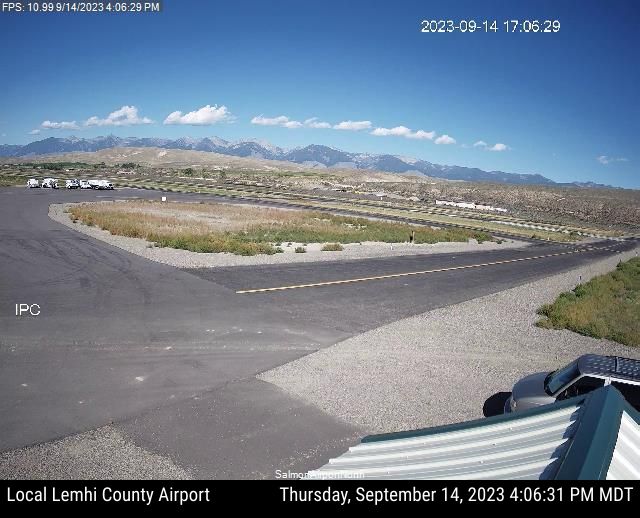 FPS: 10.99 9/14/2023 4:06:29 PM
2023-09-14 17:06:29
IPC
Local Lemhi County Airport Thursday, September 14, 2023 4:06:31 PM MDT